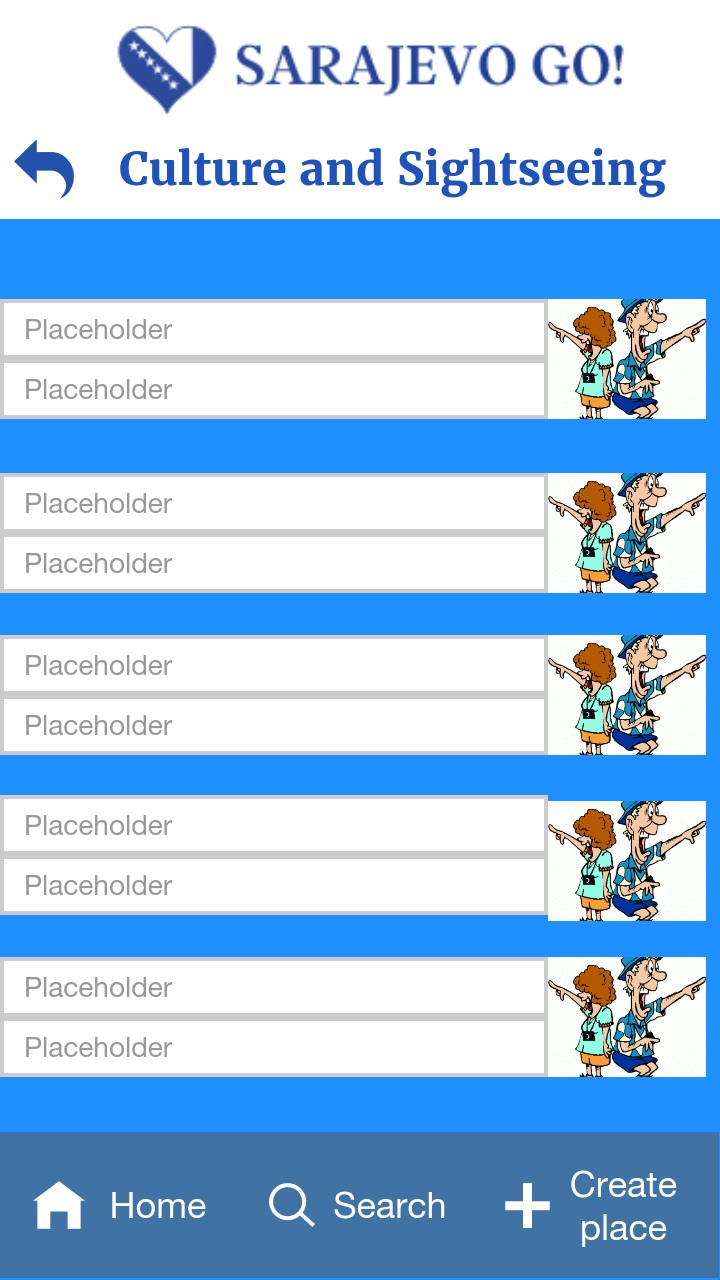 SARAJEVO GO!
Culture and Sightseeing
Placeholder
Placeholder
Placeholder
Placeholder
Placeholder
Placeholder
Placeholder
Placeholder
Placeholder
Placeholder
Home
Search
Create
place